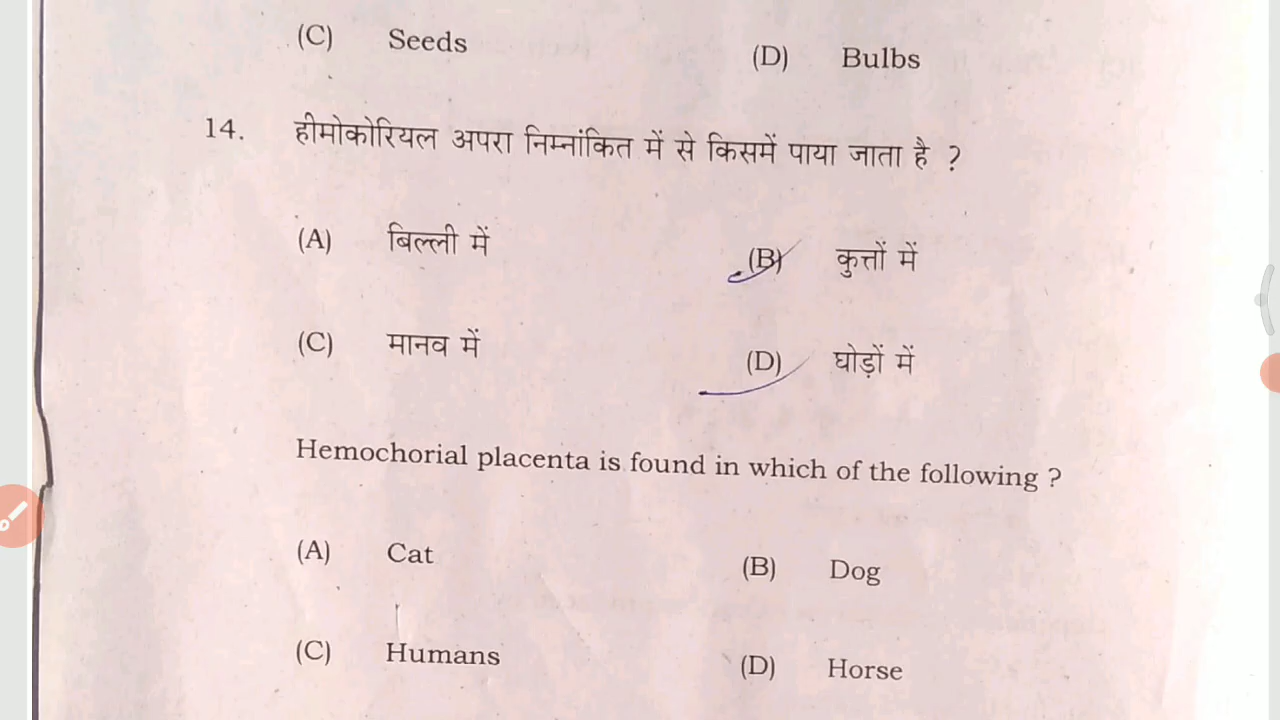 (C) Seeds (D) Bulbs
14. हीमोकोरियल अपरा निम्नांकित में से किसमें पाया जाता है ?
(A) बिल्ली में (B) कुत्तों में
(C) मानव में (D) घोड़ों में
Hemochorial placenta is found in which of the following ?
(A) Cat (B) Dog
(C) Humans (D) Horse